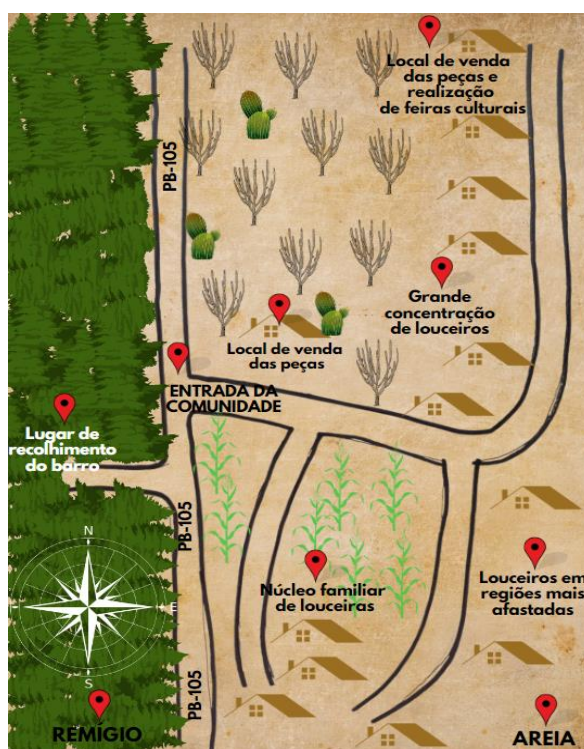 Local de venda
das peças e
realização
de feiras culturais
PB-105
Grande
concentração
de louceiros
Local de venda
das peças
ENTRADA DA
COMUNIDADE
Lugar de
recolhimento
do barro
PB-105
N
E
S
Núcleo familiar
de louceiras
Louceiros em
regiões mais
afastadas
PB-105
REMÍGIO
AREIA